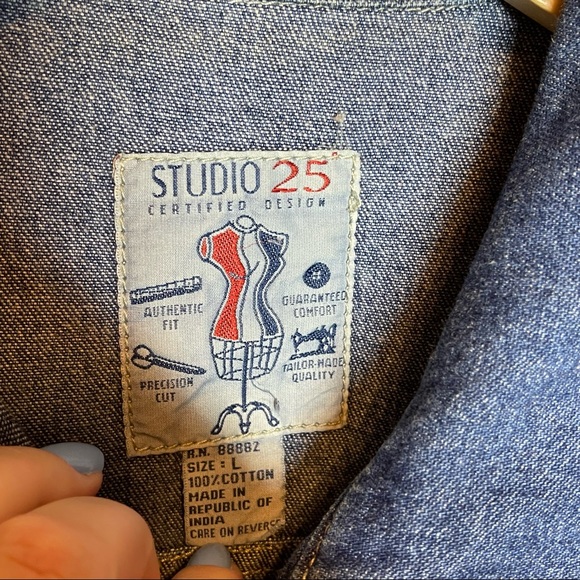 STUDIO 25
CERTIFIED DESIGN
AUTHENTIC
FIT
GUARANTEED
COMFORT
PRECISION
CUT
TAILOR-MADE
QUALITY
R.N. 88882
SIZE : L
100% COTTON
MADE IN
REPUBLIC OF
INDIA
CARE ON REVERSE